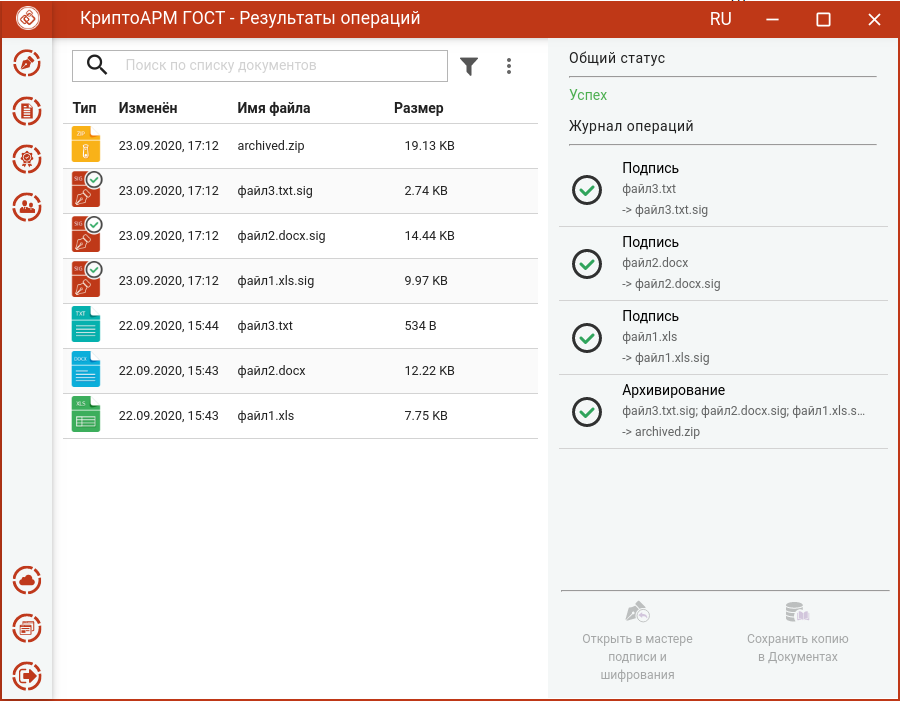 КриптоАРМ ГОСТ - Результаты операций
RU
Поиск по списку документов
Тип Изменён Имя файла Размер
ZIP 23.09.2020, 17:12 archived.zip 19.13 KB
SIG 23.09.2020, 17:12 файл3.txt.sig 2.74 KB
SIG 23.09.2020, 17:12 файл2.docx.sig 14.44 KB
SIG 23.09.2020, 17:12 файл1.xls.sig 9.97 KB
TXT 22.09.2020, 15:44 файл3.txt 534 B
DOCX 22.09.2020, 15:43 файл2.docx 12.22 KB
XLS 22.09.2020, 15:43 файл1.xls 7.75 KB
Общий статус
Успех
Журнал операций
Подпись
файл3.txt
-> файл3.txt.sig
Подпись
файл2.docx
-> файл2.docx.sig
Подпись
файл1.xls
-> файл1.xls.sig
Архивирование
файл3.txt.sig; файл2.docx.sig; файл1.xls.s...
-> archived.zip
Открыть в мастере
подписи и
шифрования
Сохранить копию
в Документах